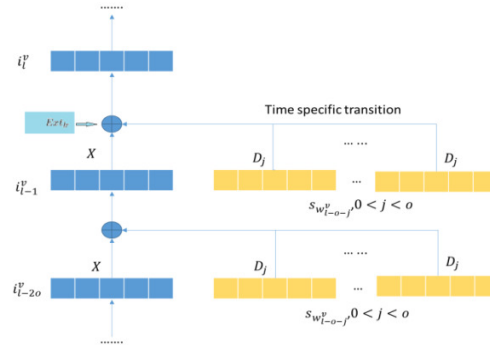 .......
i_l^v
Ext_b
Time specific transition
... ...
X
D_j
D_j
i_{l-1}^v
...
s_{w_{l-o-j}^v}, 0 < j < o
... ...
X
D_j
D_j
i_{l-2o}^v
...
s_{w_{l-o-j}^v}, 0 < j < o
.......